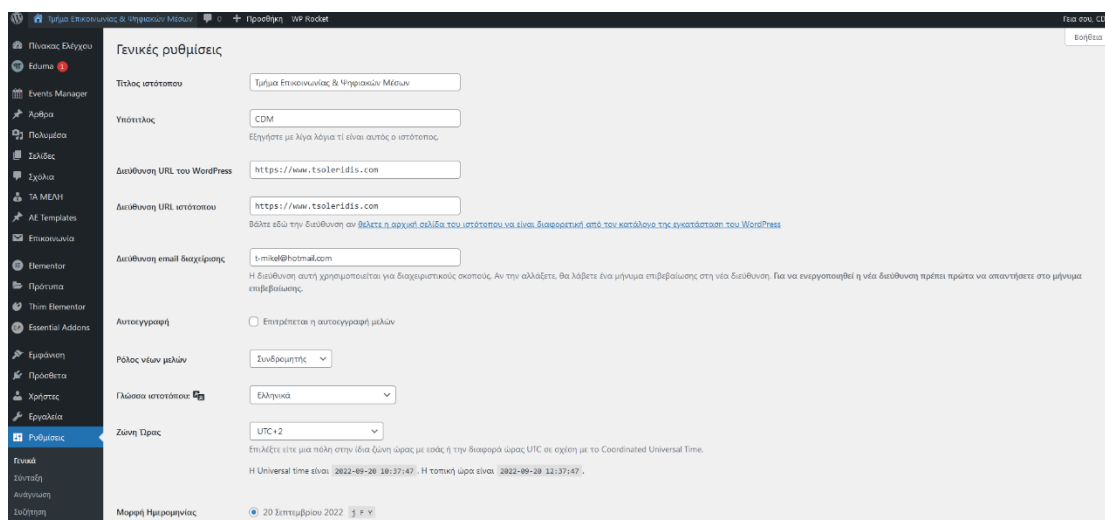 Τμήμα Επικοινωνίας & Ψηφιακών Μέσων 0 + Προσθήκη WP Rocket
Γεια σου, CD
Βοήθεια
Πίνακας Ελέγχου
Eduma 1
Events Manager
Άρθρα
Πολυμέσα
Σελίδες
Σχόλια
ΤΑ ΜΕΛΗ
AE Templates
Επικοινωνία
Elementor
Πρότυπα
Thim Elementor
Essential Addons
Εμφάνιση
Πρόσθετα
Χρήστες
Εργαλεία
Ρυθμίσεις
Γενικά
Σύνταξη
Ανάγνωση
Συζήτηση
Γενικές ρυθμίσεις
Τίτλος ιστότοπου Τμήμα Επικοινωνίας & Ψηφιακών Μέσων
Υπότιτλος CDM
Εξηγήστε με λίγα λόγια τί είναι αυτός ο ιστότοπος.
Διεύθυνση URL του WordPress https://www.tsoleridis.com
Διεύθυνση URL ιστότοπου https://www.tsoleridis.com
Βάλτε εδώ την διεύθυνση αν θελετε η αρχική σελίδα του ιστότοπου να είναι διαφορετική από τον κατάλογο της εγκατάσταση του WordPress
Διεύθυνση email διαχείρισης t-mikel@hotmail.com
Η διεύθυνση αυτή χρησιμοποιείται για διαχειριστικούς σκοπούς. Αν την αλλάξετε, θα λάβετε ένα μήνυμα επιβεβαίωσης στη νέα διεύθυνση. Για να ενεργοποιηθεί η νέα διεύθυνση πρέπει πρώτα να απαντήσετε στο μήνυμα
επιβεβαίωσης.
Αυτοεγγραφή Επιτρέπεται η αυτοεγγραφή μελών
Ρόλος νέων μελών Συνδρομητής
Γλώσσα ιστοτόπου: Ελληνικά
Ζώνη Ώρας UTC+2
Επιλέξτε είτε μια πόλη στην ίδια ζώνη ώρας με εσάς ή την διαφορά ώρας UTC σε σχέση με το Coordinated Universal Time.
Η Universal time είναι 2022-09-20 10:37:47 . Η τοπική ώρα είναι 2022-09-20 12:37:47 .
Μορφή Ημερομηνίας 20 Σεπτεμβρίου 2022 j F Y